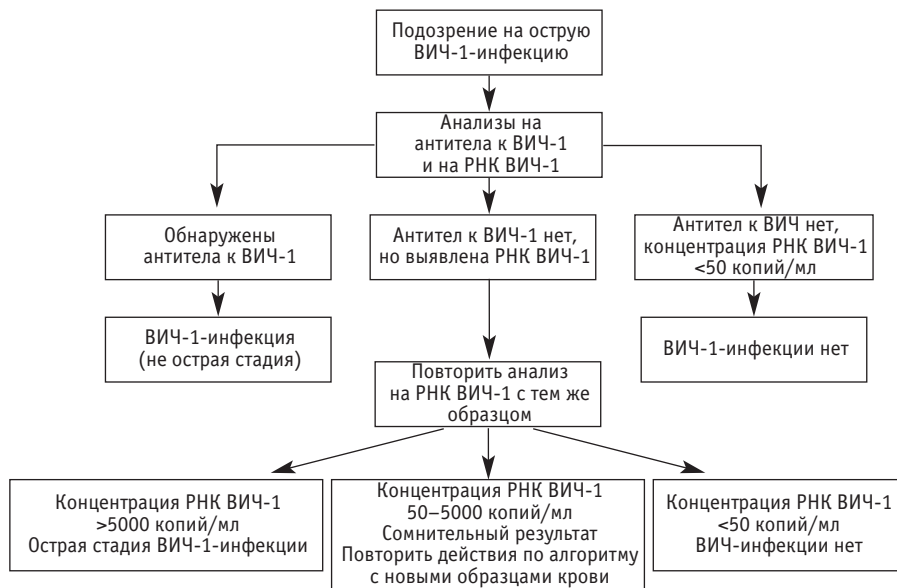 Подозрение на острую
ВИЧ-1-инфекцию
Анализы на
антитела к ВИЧ-1
и на РНК ВИЧ-1
Обнаружены
антитела к ВИЧ-1
Антител к ВИЧ-1 нет,
но выявлена РНК ВИЧ-1
Антител к ВИЧ нет,
концентрация РНК ВИЧ-1
<50 копий/мл
ВИЧ-1-инфекция
(не острая стадия)
ВИЧ-1-инфекции нет
Повторить анализ
на РНК ВИЧ-1 с тем же
образцом
Концентрация РНК ВИЧ-1
>5000 копий/мл
Острая стадия ВИЧ-1-инфекции
Концентрация РНК ВИЧ-1
50–5000 копий/мл
Сомнительный результат
Повторить действия по алгоритму
с новыми образцами крови
Концентрация РНК ВИЧ-1
<50 копий/мл
ВИЧ-инфекции нет